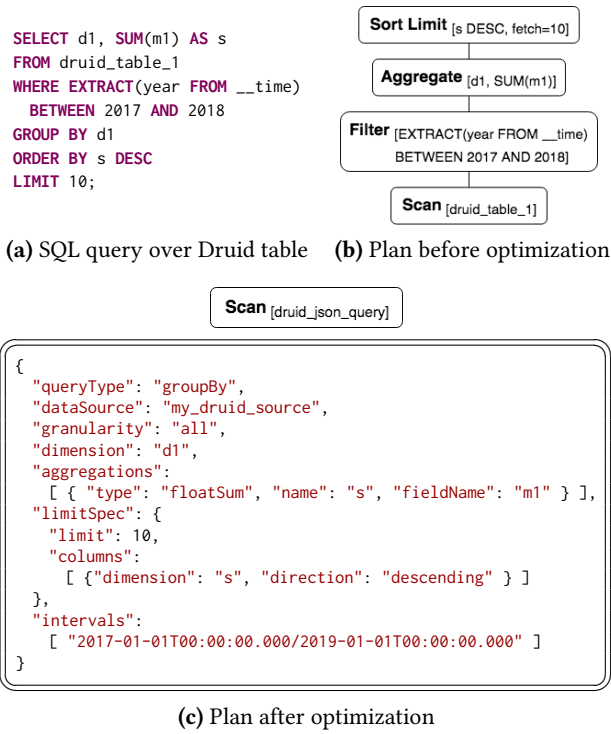 SELECT d1, SUM(m1) AS s
FROM druid_table_1
WHERE EXTRACT(year FROM __time)
BETWEEN 2017 AND 2018
GROUP BY d1
ORDER BY s DESC
LIMIT 10;
(a) SQL query over Druid table
Sort Limit [s DESC, fetch=10]
Aggregate [d1, SUM(m1)]
Filter [EXTRACT(year FROM __time)
BETWEEN 2017 AND 2018]
Scan [druid_table_1]
(b) Plan before optimization
Scan [druid_json_query]
{
"queryType": "groupBy",
"dataSource": "my_druid_source",
"granularity": "all",
"dimension": "d1",
"aggregations":
[ { "type": "floatSum", "name": "s", "fieldName": "m1" } ],
"limitSpec": {
"limit": 10,
"columns":
[ {"dimension": "s", "direction": "descending" } ]
},
"intervals":
[ "2017-01-01T00:00:00.000/2019-01-01T00:00:00.000" ]
}
(c) Plan after optimization